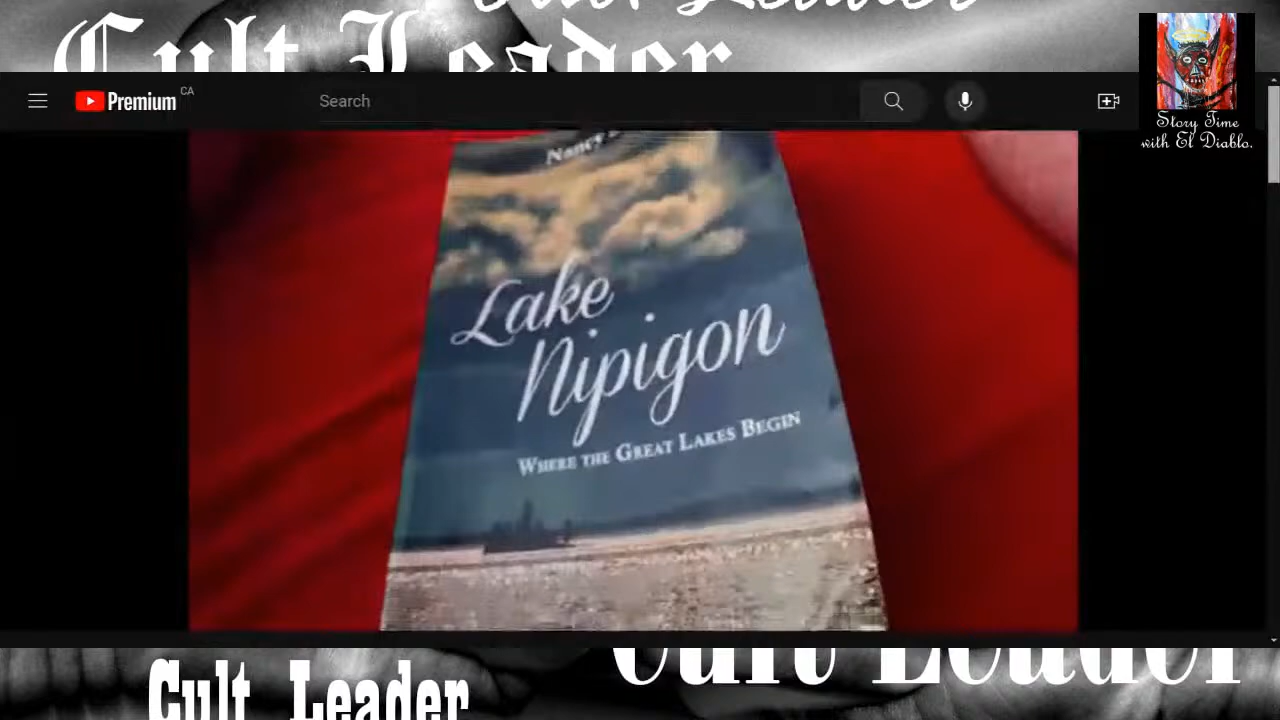 Cult Leader
Premium
CA
Search
Story Time
with El Diablo.
Nancy
Lake
Nipigon
WHERE THE GREAT LAKES BEGIN
Cult Leader
Cult Leader